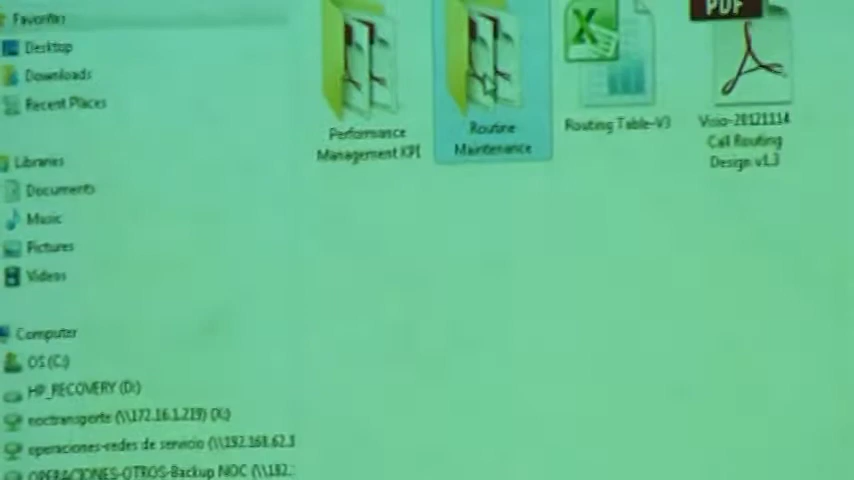 Favorites
Desktop
Downloads
Recent Places
Libraries
Documents
Music
Pictures
Videos
Computer
OS (C:)
HP_RECOVERY (D:)
noctransporte (\\172.16.1.219) (X:)
operaciones-redes de servicio (\\192.168.62.1
OPERACIONES-OTROS-Backup NOC (\\182.
Performance
Management KPI
Routine
Maintenance
Routing Table-V3
PDF
Visio-20121114
Call Routing
Design v1.3